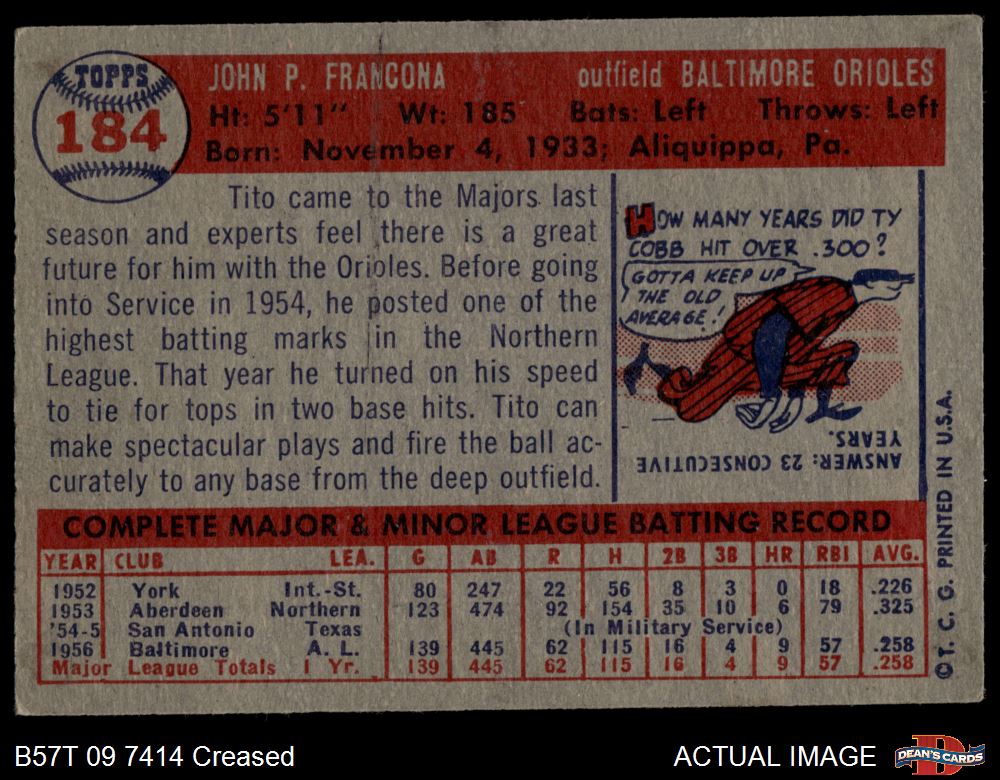 TOPPS
184
JOHN P. FRANCONA outfield BALTIMORE ORIOLES
Ht: 5'11" Wt: 185 Bats: Left Throws: Left
Born: November 4, 1933; Aliquippa, Pa.
Tito came to the Majors last
season and experts feel there is a great
future for him with the Orioles. Before going
into Service in 1954, he posted one of the
highest batting marks in the Northern
League. That year he turned on his speed
to tie for tops in two base hits. Tito can
make spectacular plays and fire the ball ac-
curately to any base from the deep outfield.
HOW MANY YEARS DID TY
COBB HIT OVER .300?
GOTTA KEEP UP
THE OLD
AVERAGE!
ANSWER: 23 CONSECUTIVE
YEARS.
COMPLETE MAJOR & MINOR LEAGUE BATTING RECORD
YEAR CLUB LEA. G AB R H 2B 3B HR RBI AVG.
1952 York Int.-St. 80 247 22 56 8 3 0 18 .226
1953 Aberdeen Northern 123 474 92 154 35 10 6 79 .325
'54-5 San Antonio Texas (In Military Service)
1956 Baltimore A. L. 139 445 62 115 16 4 9 57 .258
Major League Totals 1 Yr. 139 445 62 115 16 4 9 57 .258
© T. C. G. PRINTED IN U.S.A.
B57T 09 7414 Creased ACTUAL IMAGE
DEAN'S CARDS